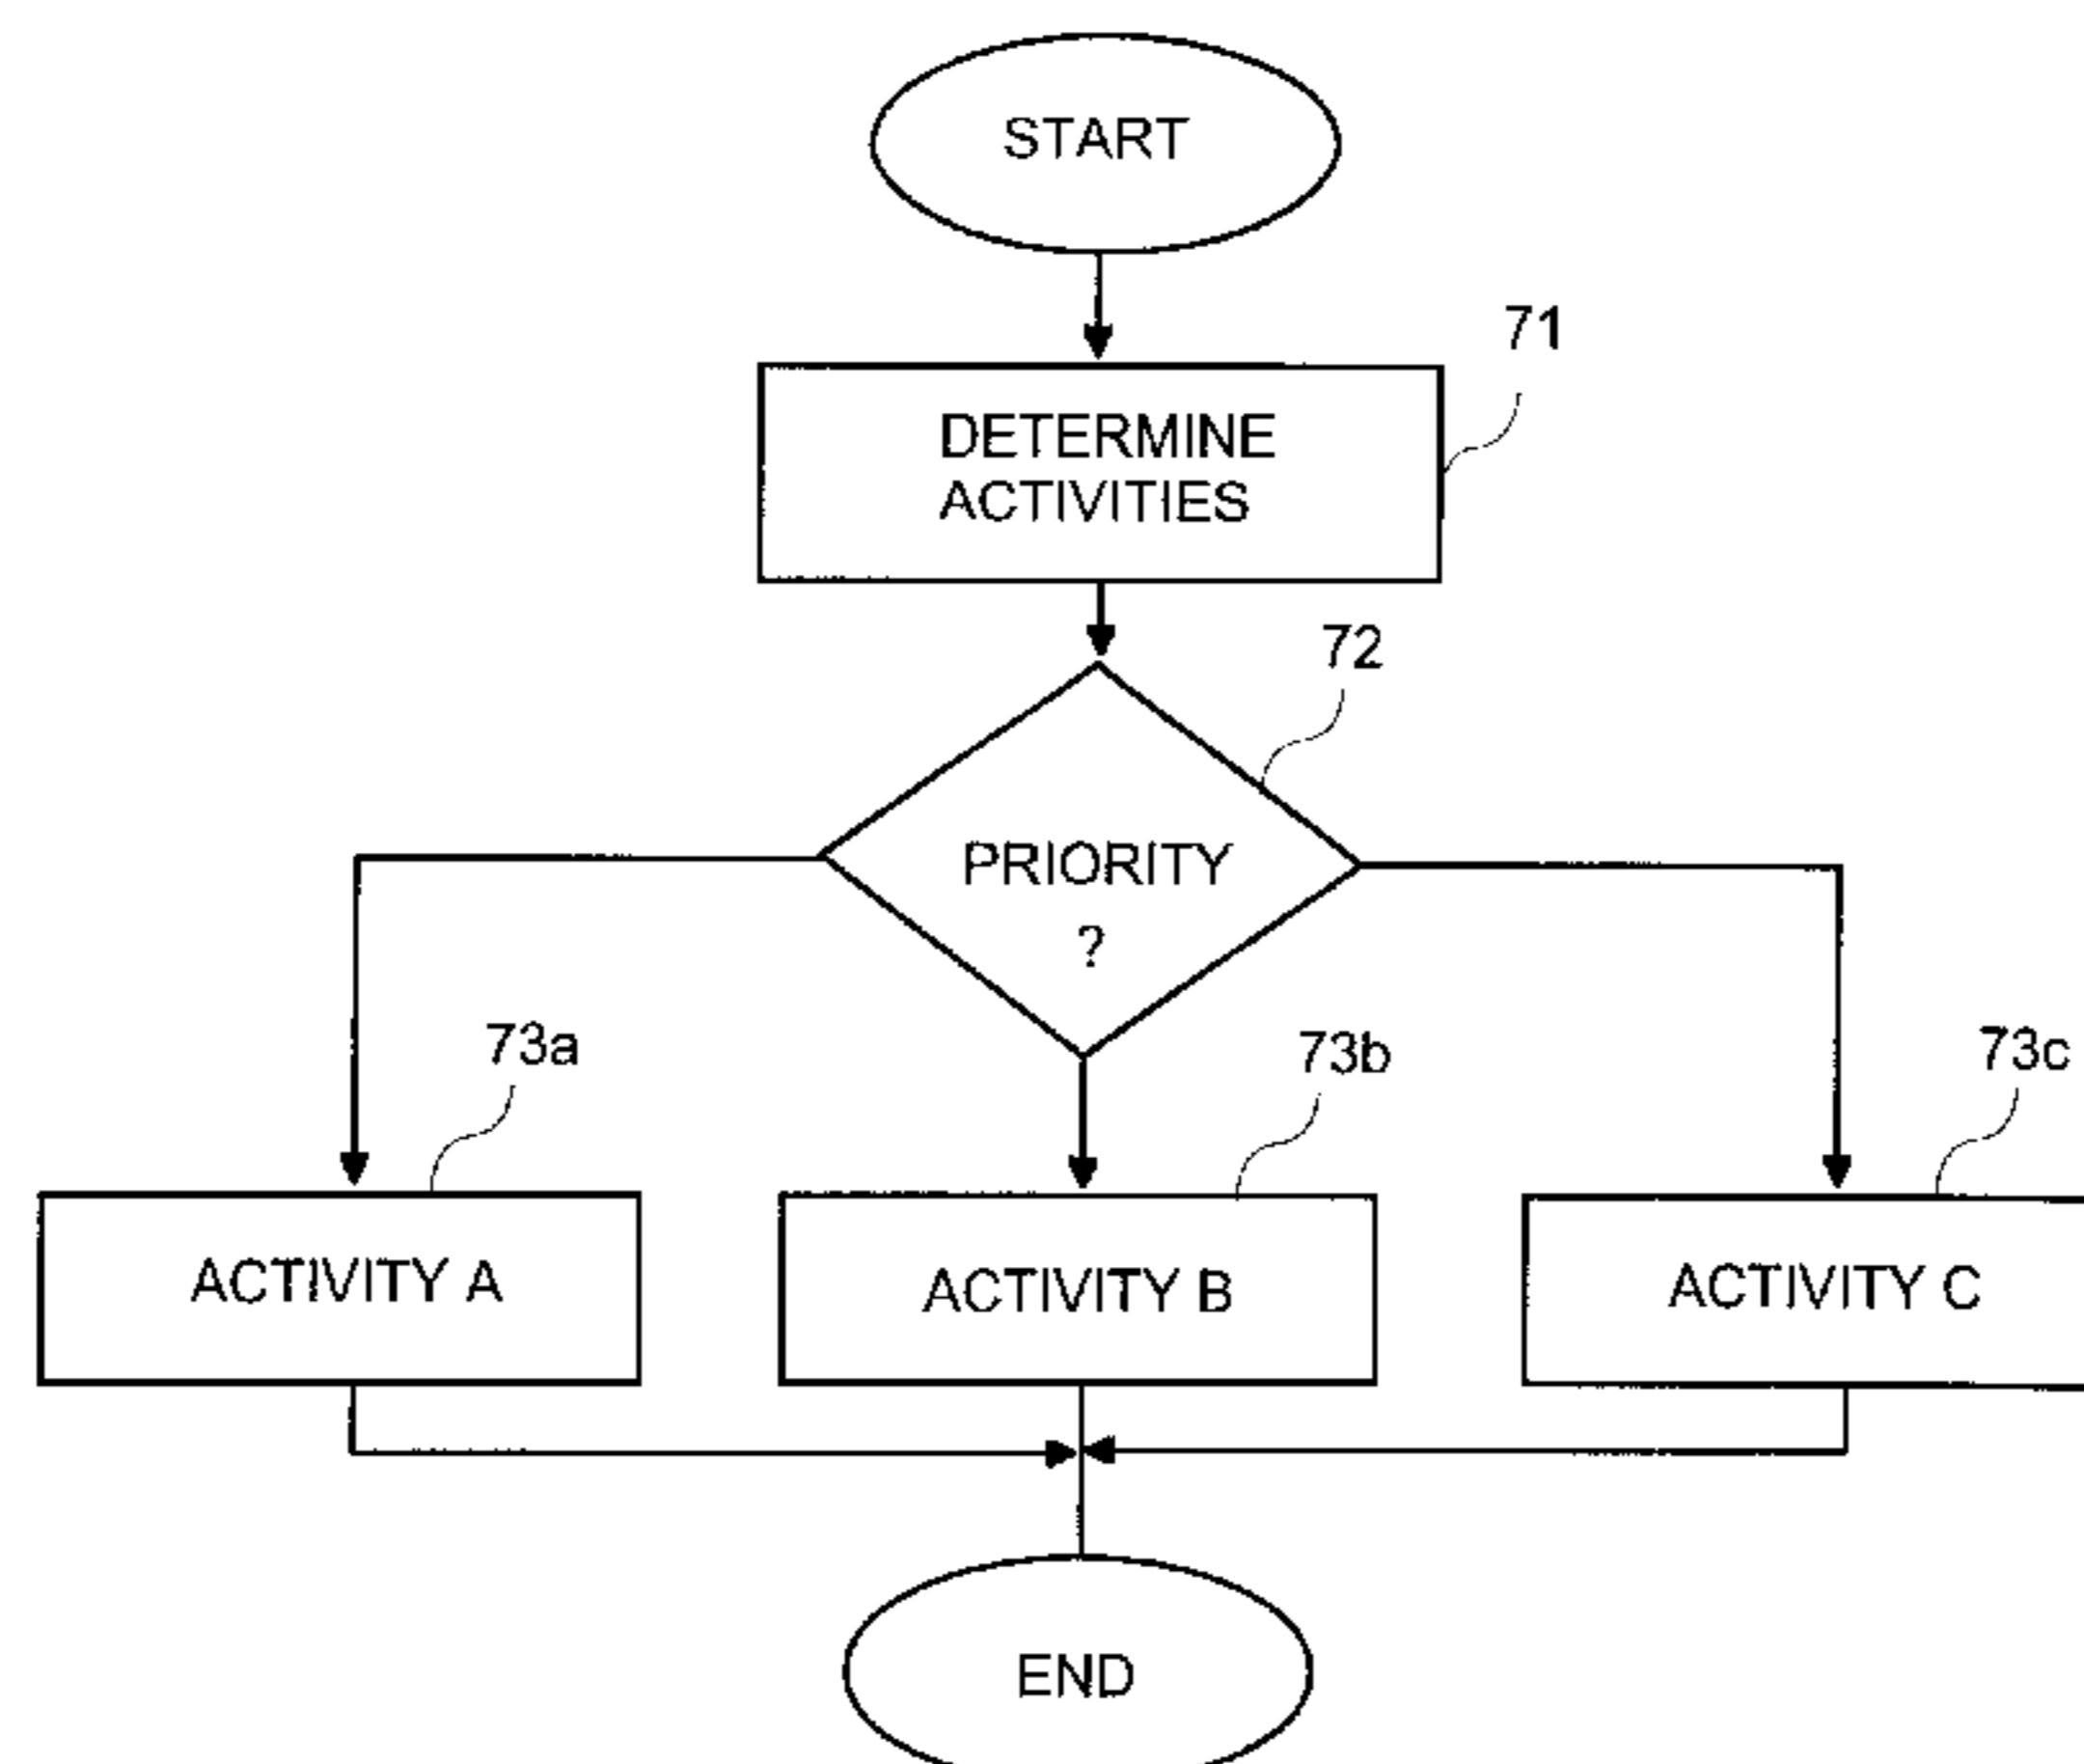 START
71
DETERMINE
ACTIVITIES
72
PRIORITY
?
73a
73b
73c
ACTIVITY A
ACTIVITY B
ACTIVITY C
END